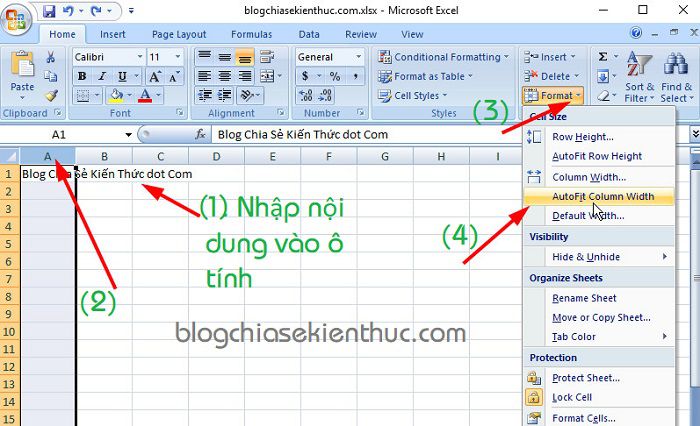 blogchiasekienthuc.com.xlsx - Microsoft Excel
Home Insert Page Layout Formulas Data Review View
Paste
Calibri 11
B I U
General
$ % ,
Conditional Formatting
Format as Table
Cell Styles
Insert
Delete
Format
Σ
Sort & Filter
Find & Select
Clipboard Font Alignment Number Styles
A1 fx Blog Chia Sẻ Kiến Thức dot Com
A B C D E F G H I
1 Blog Chia Sẻ Kiến Thức dot Com
2
3
4
5
6
7
8
9
10
11
12
13
14
15
(1) Nhập nội
dung vào ô
tính
(2)
(3)
(4)
blogchiasekienthuc.com
Cell Size
Row Height...
AutoFit Row Height
Column Width...
AutoFit Column Width
Default Width...
Visibility
Hide & Unhide
Organize Sheets
Rename Sheet
Move or Copy Sheet...
Tab Color
Protection
Protect Sheet...
Lock Cell
Format Cells...